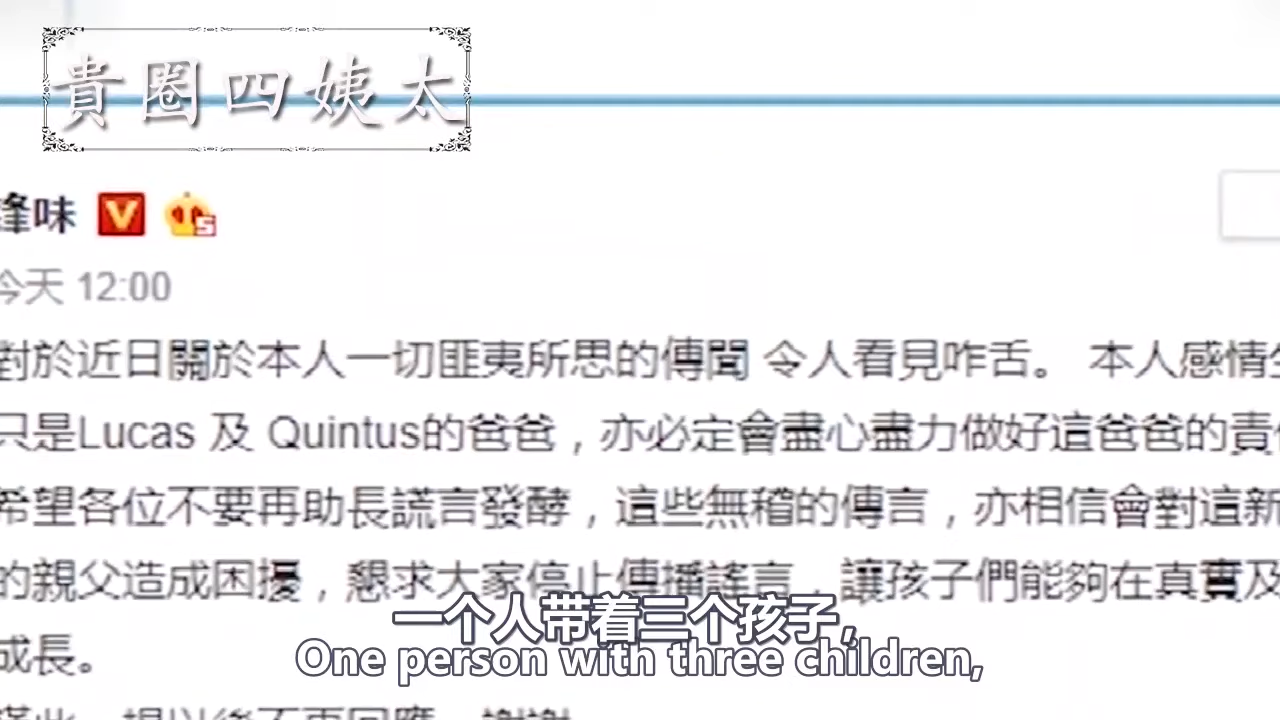 貴圈四姨太
鋒味 V
今天 12:00
對於近日關於本人一切匪夷所思的傳聞 令人看見咋舌。 本人感情生
只是Lucas 及 Quintus的爸爸，亦必定會盡心盡力做好這爸爸的責任
希望各位不要再助長謊言發酵，這些無稽的傳言，亦相信會對這新
的親父造成困擾，懇求大家停止傳播謠言，讓孩子們能夠在真實及
成長。
一个人带着三个孩子，
One person with three children,
謝謝